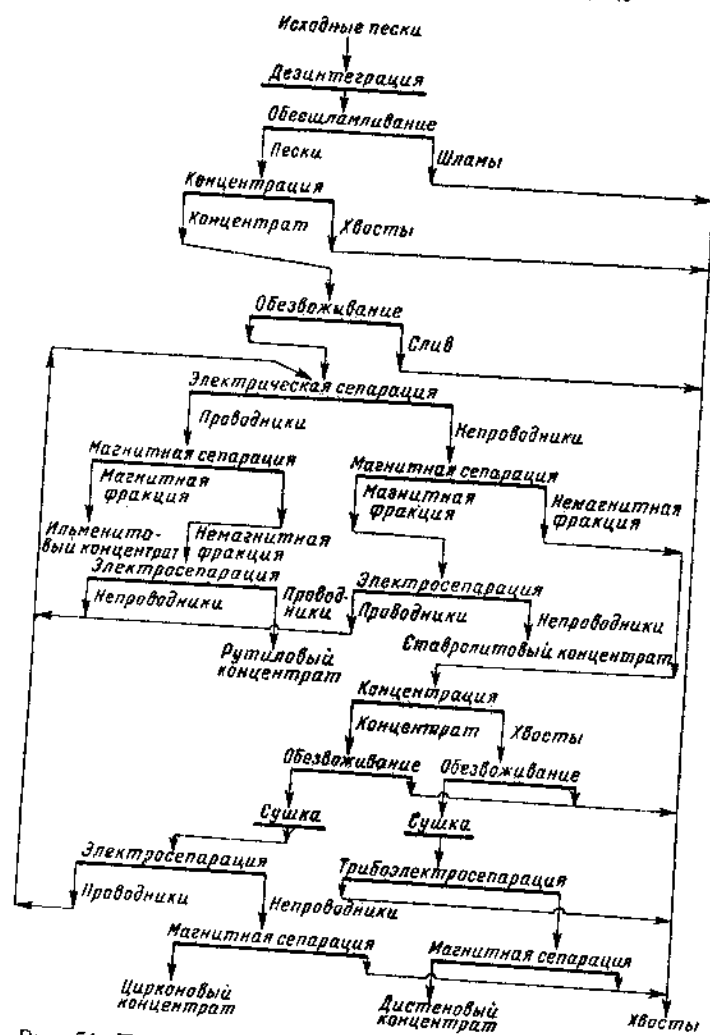 Исходные пески
Дезинтеграция
Обесшламливание
Пески
Шламы
Концентрация
Концентрат
Хвосты
Обезвоживание
Слив
Электрическая сепарация
Проводники
Непроводники
Магнитная сепарация
Магнитная сепарация
Магнитная
фракция
Магнитная
фракция
Немагнитная
фракция
Ильменито-
вый концентрат
Немагнитная
фракция
Электросепарация
Электросепарация
Непроводники
Провод-
ники
Проводники
Непроводники
Рутиловый
концентрат
Ставролитовый концентрат
Концентрация
Концентрат
Хвосты
Обезвоживание
Обезвоживание
Сушка
Сушка
Электросепарация
Трибоэлектросепарация
Проводники
Непроводники
Магнитная сепарация
Магнитная сепарация
Цирконовый
концентрат
Дистеновый
концентрат
Хвосты